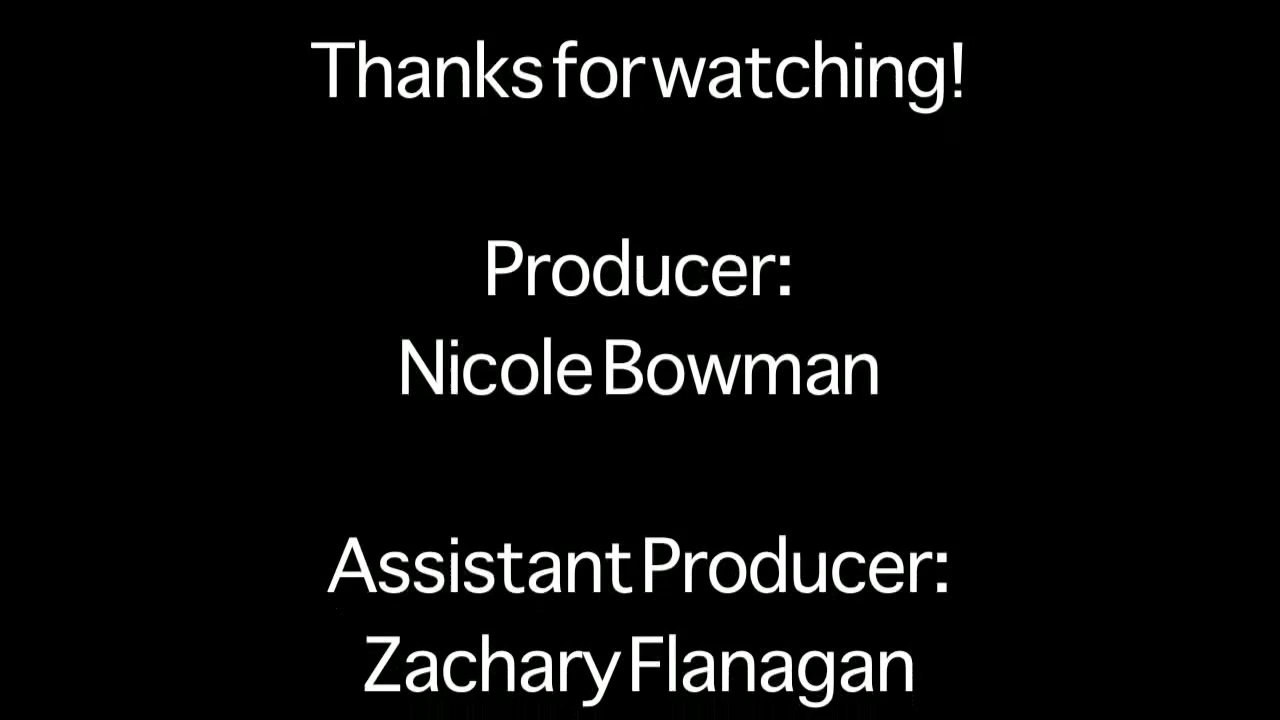 Thanks for watching!
Producer:
Nicole Bowman
Assistant Producer:
Zachary Flanagan